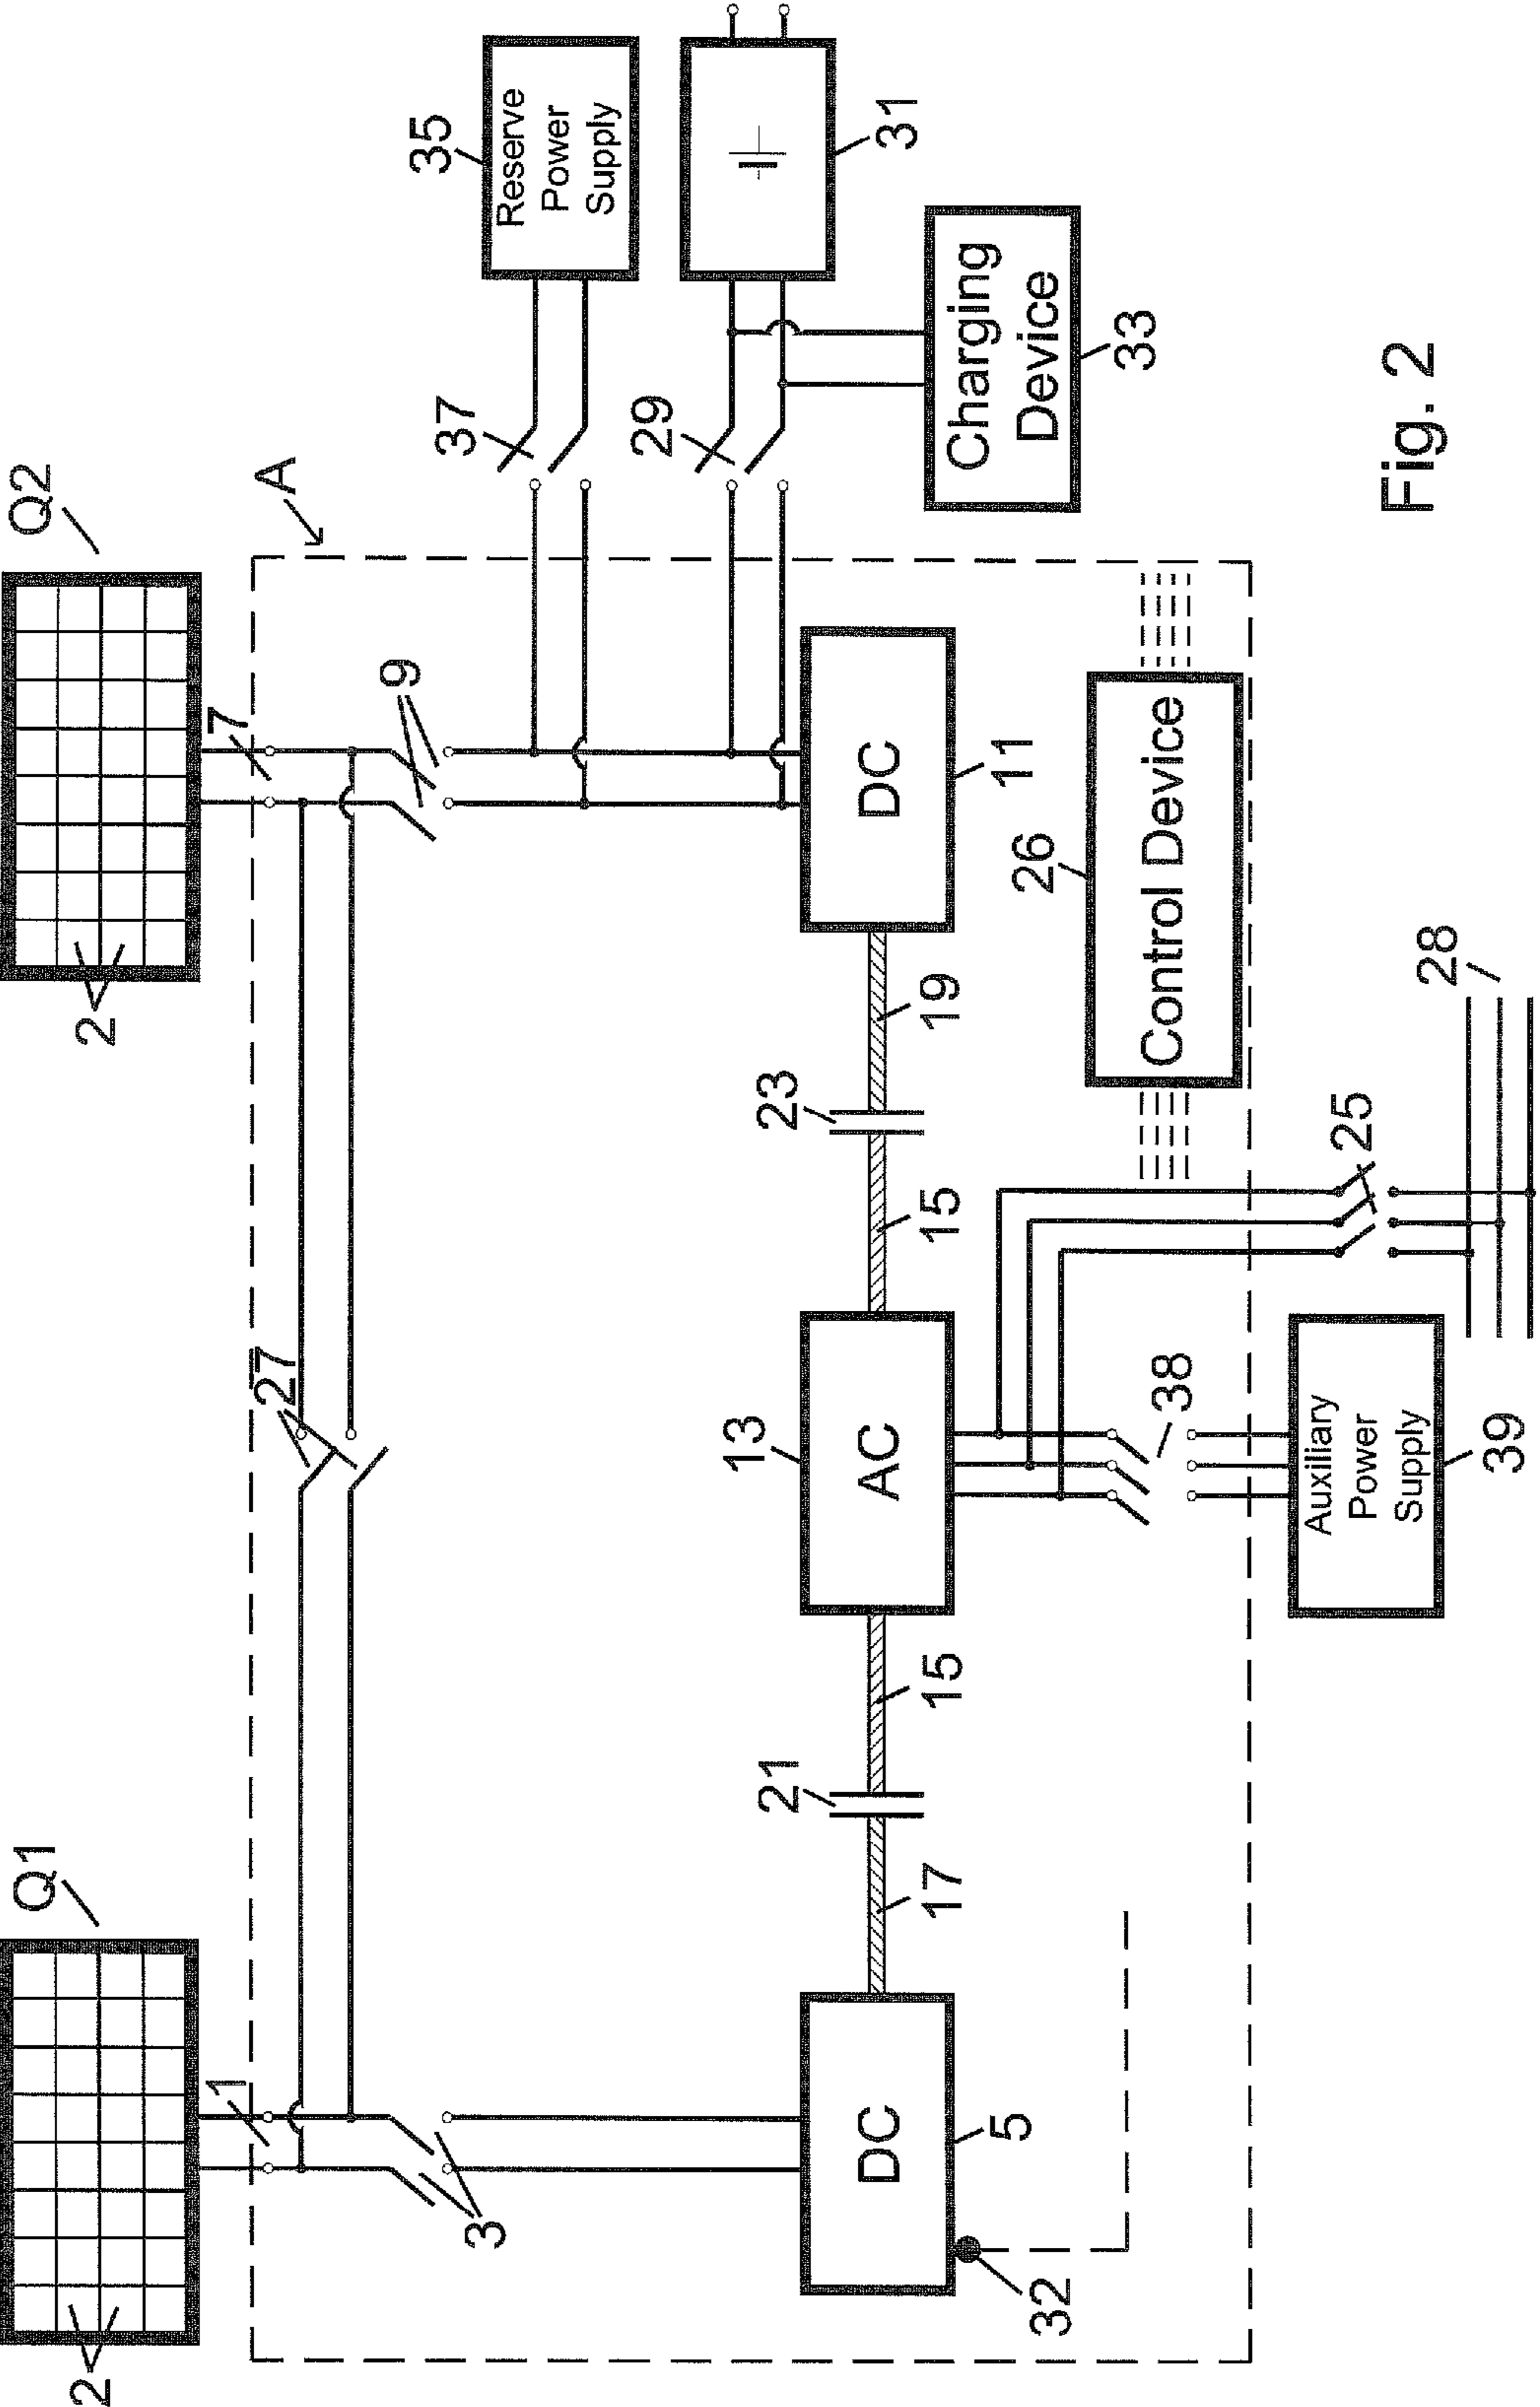 Q1
Q2
2
2
1
7
A
27
3
9
37
35
Reserve
Power
Supply
29
31
Charging
Device
33
DC
5
32
17
21
15
AC
13
15
23
19
DC
11
38
26
Control Device
25
28
Auxiliary
Power
Supply
39
Fig. 2